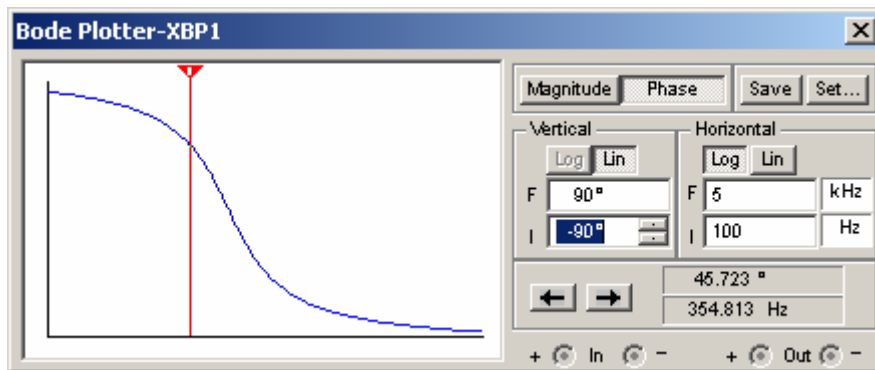 Bode Plotter-XBP1
Magnitude Phase Save Set...
Vertical Horizontal
Log Lin Log Lin
F 90° F 5 kHz
I -90° I 100 Hz
45.723 °
354.813 Hz
+ In - + Out -